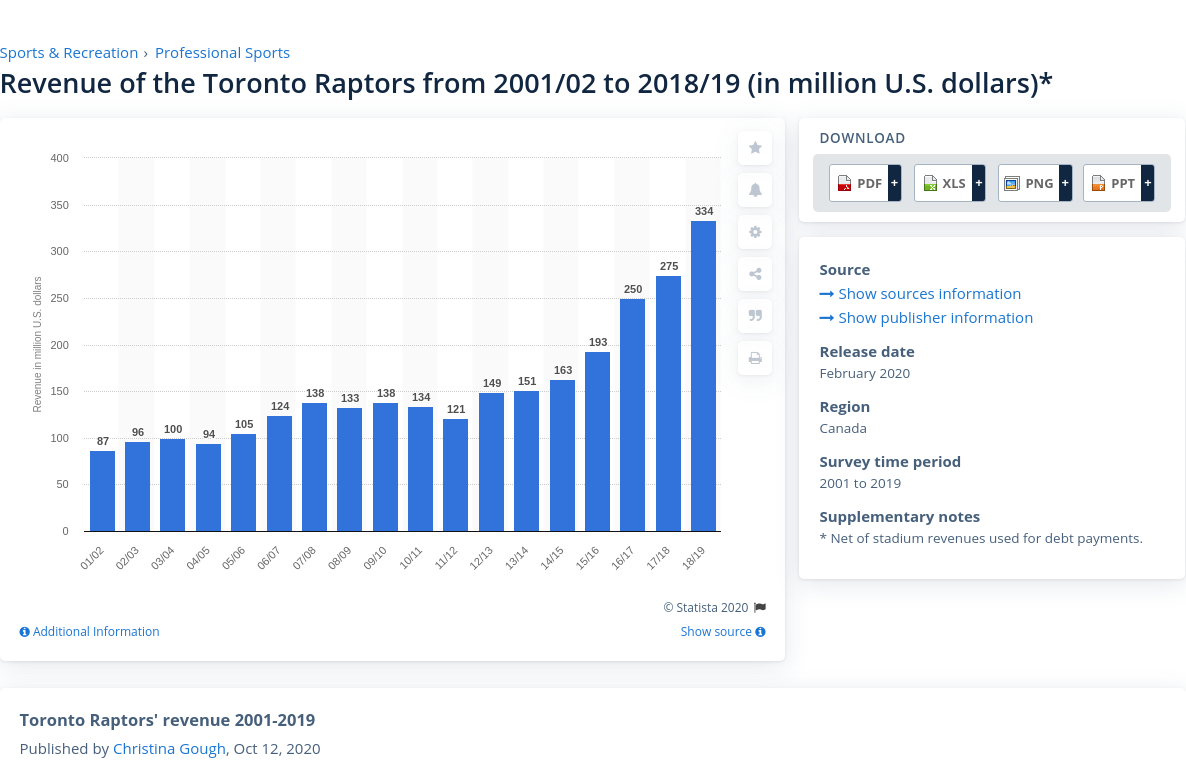 Sports & Recreation › Professional Sports
Revenue of the Toronto Raptors from 2001/02 to 2018/19 (in million U.S. dollars)*
Revenue in million U.S. dollars
400
350
300
250
200
150
100
50
0
87
96
100
94
105
124
138
133
138
134
121
149
151
163
193
250
275
334
01/02
02/03
03/04
04/05
05/06
06/07
07/08
08/09
09/10
10/11
11/12
12/13
13/14
14/15
15/16
16/17
17/18
18/19
© Statista 2020
Additional Information
Show source
DOWNLOAD
PDF + XLS + PNG + PPT +
Source
Show sources information
Show publisher information
Release date
February 2020
Region
Canada
Survey time period
2001 to 2019
Supplementary notes
* Net of stadium revenues used for debt payments.
Toronto Raptors' revenue 2001-2019
Published by Christina Gough, Oct 12, 2020